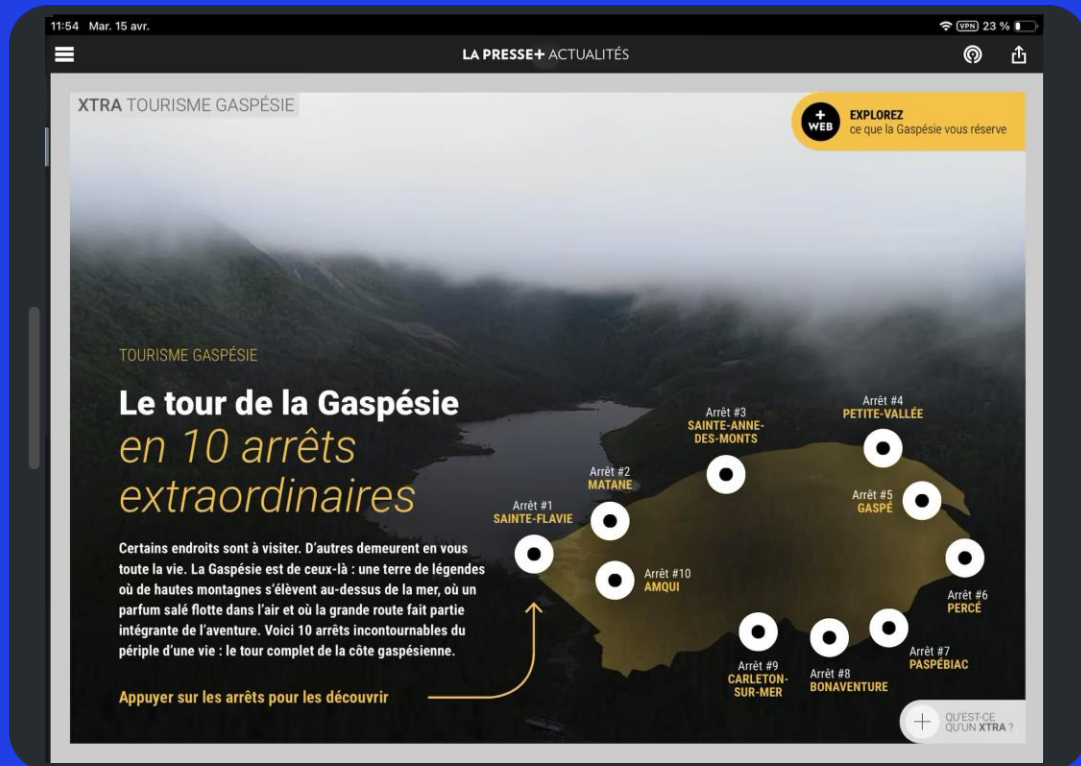 11:54 Mar. 15 avr.
VPN 23 %
LA PRESSE+ ACTUALITÉS
XTRA TOURISME GASPÉSIE
+
WEB
EXPLOREZ
ce que la Gaspésie vous réserve
TOURISME GASPÉSIE
Le tour de la Gaspésie
en 10 arrêts
extraordinaires
Certains endroits sont à visiter. D'autres demeurent en vous
toute la vie. La Gaspésie est de ceux-là : une terre de légendes
où de hautes montagnes s'élèvent au-dessus de la mer, où un
parfum salé flotte dans l'air et où la grande route fait partie
intégrante de l'aventure. Voici 10 arrêts incontournables du
périple d'une vie : le tour complet de la côte gaspésienne.
Appuyer sur les arrêts pour les découvrir
Arrêt #1
SAINTE-FLAVIE
Arrêt #2
MATANE
Arrêt #3
SAINTE-ANNE-
DES-MONTS
Arrêt #4
PETITE-VALLÉE
Arrêt #5
GASPÉ
Arrêt #6
PERCÉ
Arrêt #7
PASPÉBIAC
Arrêt #8
BONAVENTURE
Arrêt #9
CARLETON-
SUR-MER
Arrêt #10
AMQUI
QU'EST-CE
QU'UN XTRA ?